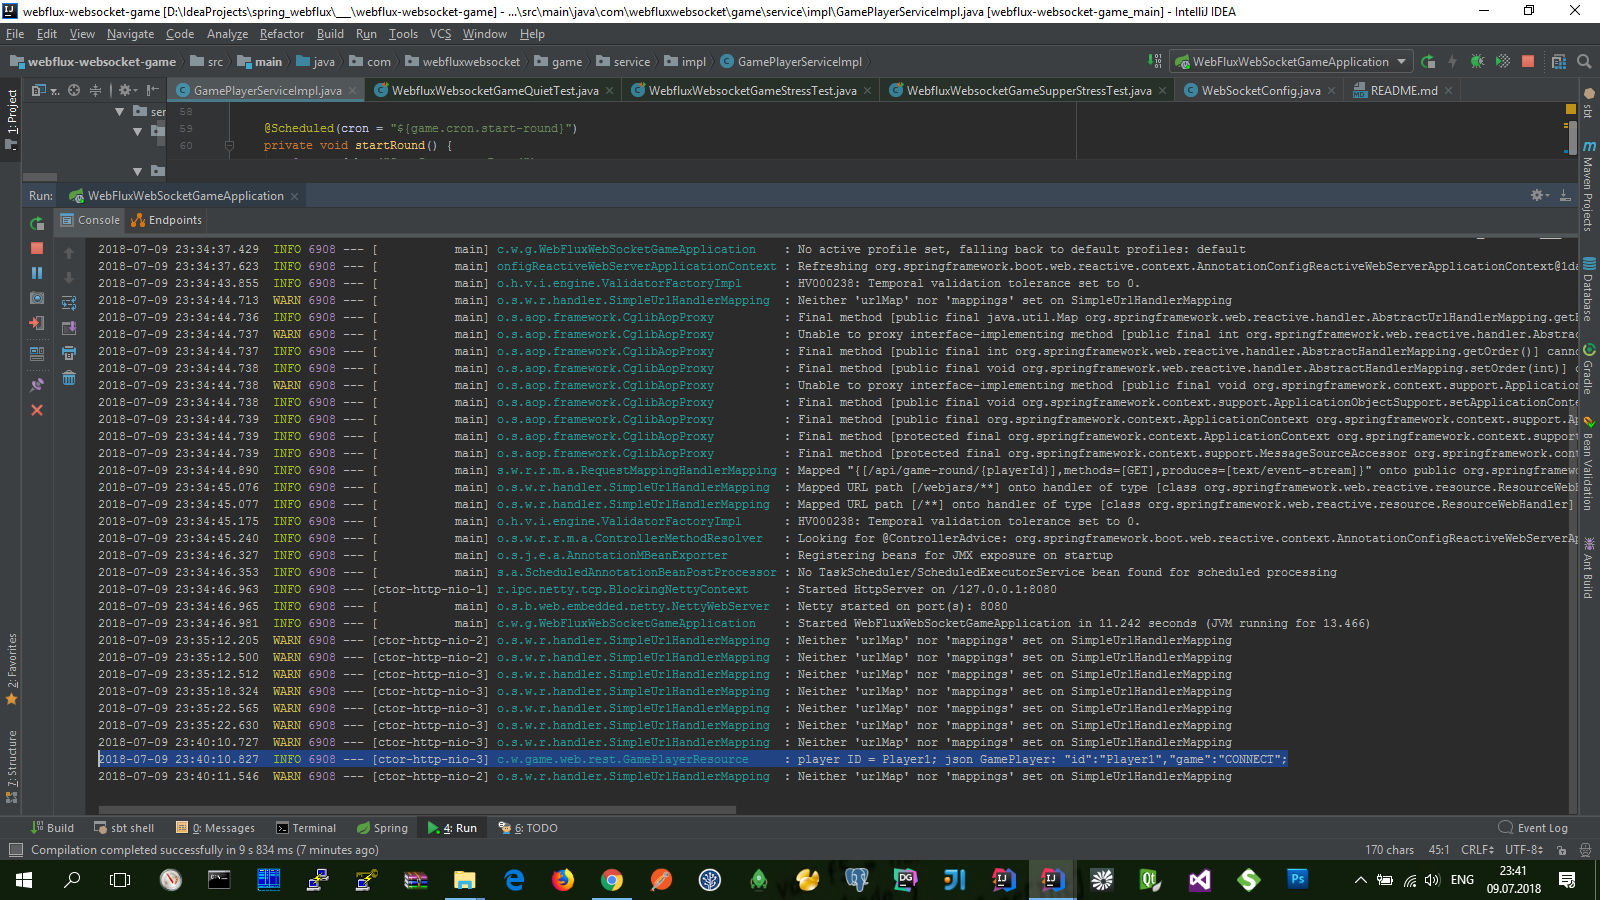 webflux-websocket-game [D:\IdeaProjects\spring_webflux\___\webflux-websocket-game] - ...\src\main\java\com\webfluxwebsocket\game\service\impl\GamePlayerServiceImpl.java [webflux-websocket-game_main] - IntelliJ IDEA
File Edit View Navigate Code Analyze Refactor Build Run Tools VCS Window Help
webflux-websocket-game src main java com webfluxwebsocket game service impl GamePlayerServiceImpl WebFluxWebSocketGameApplication
GamePlayerServiceImpl.java WebfluxWebsocketGameQuietTest.java WebfluxWebsocketGameStressTest.java WebfluxWebsocketGameSupperStressTest.java WebSocketConfig.java README.md
1: Project
ser
58
59 @Scheduled(cron = "${game.cron.start-round}")
60 private void startRound() {
Run: WebFluxWebSocketGameApplication
Console Endpoints
2018-07-09 23:34:37.429 INFO 6908 --- [ main] c.w.g.WebFluxWebSocketGameApplication : No active profile set, falling back to default profiles: default
2018-07-09 23:34:37.623 INFO 6908 --- [ main] onfigReactiveWebServerApplicationContext : Refreshing org.springframework.boot.web.reactive.context.AnnotationConfigReactiveWebServerApplicationContext@1da
2018-07-09 23:34:43.855 INFO 6908 --- [ main] o.h.v.i.engine.ValidatorFactoryImpl : HV000238: Temporal validation tolerance set to 0.
2018-07-09 23:34:44.713 WARN 6908 --- [ main] o.s.w.r.handler.SimpleUrlHandlerMapping : Neither 'urlMap' nor 'mappings' set on SimpleUrlHandlerMapping
2018-07-09 23:34:44.736 INFO 6908 --- [ main] o.s.aop.framework.CglibAopProxy : Final method [public final java.util.Map org.springframework.web.reactive.handler.AbstractUrlHandlerMapping.getH
2018-07-09 23:34:44.737 WARN 6908 --- [ main] o.s.aop.framework.CglibAopProxy : Unable to proxy interface-implementing method [public final int org.springframework.web.reactive.handler.Abstrac
2018-07-09 23:34:44.737 INFO 6908 --- [ main] o.s.aop.framework.CglibAopProxy : Final method [public final int org.springframework.web.reactive.handler.AbstractHandlerMapping.getOrder()] canno
2018-07-09 23:34:44.738 INFO 6908 --- [ main] o.s.aop.framework.CglibAopProxy : Final method [public final void org.springframework.web.reactive.handler.AbstractHandlerMapping.setOrder(int)] c
2018-07-09 23:34:44.738 WARN 6908 --- [ main] o.s.aop.framework.CglibAopProxy : Unable to proxy interface-implementing method [public final void org.springframework.context.support.Application
2018-07-09 23:34:44.738 INFO 6908 --- [ main] o.s.aop.framework.CglibAopProxy : Final method [public final void org.springframework.context.support.ApplicationObjectSupport.setApplicationConte
2018-07-09 23:34:44.739 INFO 6908 --- [ main] o.s.aop.framework.CglibAopProxy : Final method [public final org.springframework.context.ApplicationContext org.springframework.context.support.Ap
2018-07-09 23:34:44.739 INFO 6908 --- [ main] o.s.aop.framework.CglibAopProxy : Final method [protected final org.springframework.context.ApplicationContext org.springframework.context.support
2018-07-09 23:34:44.739 INFO 6908 --- [ main] o.s.aop.framework.CglibAopProxy : Final method [protected final org.springframework.context.support.MessageSourceAccessor org.springframework.cont
2018-07-09 23:34:44.890 INFO 6908 --- [ main] s.w.r.r.m.a.RequestMappingHandlerMapping : Mapped "{[/api/game-round/{playerId}],methods=[GET],produces=[text/event-stream]}" onto public org.springframew
2018-07-09 23:34:45.076 INFO 6908 --- [ main] o.s.w.r.handler.SimpleUrlHandlerMapping : Mapped URL path [/webjars/**] onto handler of type [class org.springframework.web.reactive.resource.ResourceWebH
2018-07-09 23:34:45.077 INFO 6908 --- [ main] o.s.w.r.handler.SimpleUrlHandlerMapping : Mapped URL path [/**] onto handler of type [class org.springframework.web.reactive.resource.ResourceWebHandler]
2018-07-09 23:34:45.175 INFO 6908 --- [ main] o.h.v.i.engine.ValidatorFactoryImpl : HV000238: Temporal validation tolerance set to 0.
2018-07-09 23:34:45.240 INFO 6908 --- [ main] o.s.w.r.r.m.a.ControllerMethodResolver : Looking for @ControllerAdvice: org.springframework.boot.web.reactive.context.AnnotationConfigReactiveWebServerAp
2018-07-09 23:34:46.327 INFO 6908 --- [ main] o.s.j.e.a.AnnotationMBeanExporter : Registering beans for JMX exposure on startup
2018-07-09 23:34:46.353 INFO 6908 --- [ main] s.a.ScheduledAnnotationBeanPostProcessor : No TaskScheduler/ScheduledExecutorService bean found for scheduled processing
2018-07-09 23:34:46.963 INFO 6908 --- [ctor-http-nio-1] r.ipc.netty.tcp.BlockingNettyContext : Started HttpServer on /127.0.0.1:8080
2018-07-09 23:34:46.965 INFO 6908 --- [ main] o.s.b.web.embedded.netty.NettyWebServer : Netty started on port(s): 8080
2018-07-09 23:34:46.981 INFO 6908 --- [ main] c.w.g.WebFluxWebSocketGameApplication : Started WebFluxWebSocketGameApplication in 11.242 seconds (JVM running for 13.466)
2018-07-09 23:35:12.205 WARN 6908 --- [ctor-http-nio-2] o.s.w.r.handler.SimpleUrlHandlerMapping : Neither 'urlMap' nor 'mappings' set on SimpleUrlHandlerMapping
2018-07-09 23:35:12.500 WARN 6908 --- [ctor-http-nio-2] o.s.w.r.handler.SimpleUrlHandlerMapping : Neither 'urlMap' nor 'mappings' set on SimpleUrlHandlerMapping
2018-07-09 23:35:12.512 WARN 6908 --- [ctor-http-nio-3] o.s.w.r.handler.SimpleUrlHandlerMapping : Neither 'urlMap' nor 'mappings' set on SimpleUrlHandlerMapping
2018-07-09 23:35:18.324 WARN 6908 --- [ctor-http-nio-3] o.s.w.r.handler.SimpleUrlHandlerMapping : Neither 'urlMap' nor 'mappings' set on SimpleUrlHandlerMapping
2018-07-09 23:35:22.565 WARN 6908 --- [ctor-http-nio-3] o.s.w.r.handler.SimpleUrlHandlerMapping : Neither 'urlMap' nor 'mappings' set on SimpleUrlHandlerMapping
2018-07-09 23:35:22.630 WARN 6908 --- [ctor-http-nio-3] o.s.w.r.handler.SimpleUrlHandlerMapping : Neither 'urlMap' nor 'mappings' set on SimpleUrlHandlerMapping
2018-07-09 23:40:10.727 WARN 6908 --- [ctor-http-nio-3] o.s.w.r.handler.SimpleUrlHandlerMapping : Neither 'urlMap' nor 'mappings' set on SimpleUrlHandlerMapping
2018-07-09 23:40:10.827 INFO 6908 --- [ctor-http-nio-3] c.w.game.web.rest.GamePlayerResource : player ID = Player1; json GamePlayer: "id":"Player1","game":"CONNECT";
2018-07-09 23:40:11.546 WARN 6908 --- [ctor-http-nio-2] o.s.w.r.handler.SimpleUrlHandlerMapping : Neither 'urlMap' nor 'mappings' set on SimpleUrlHandlerMapping
2: Favorites
7: Structure
sbt
Maven Projects
Database
Gradle
Bean Validation
Ant Build
Build sbt shell 0: Messages Terminal Spring 4: Run 6: TODO Event Log
Compilation completed successfully in 9 s 834 ms (7 minutes ago) 170 chars 45:1 CRLF UTF-8
ENG 23:41
09.07.2018